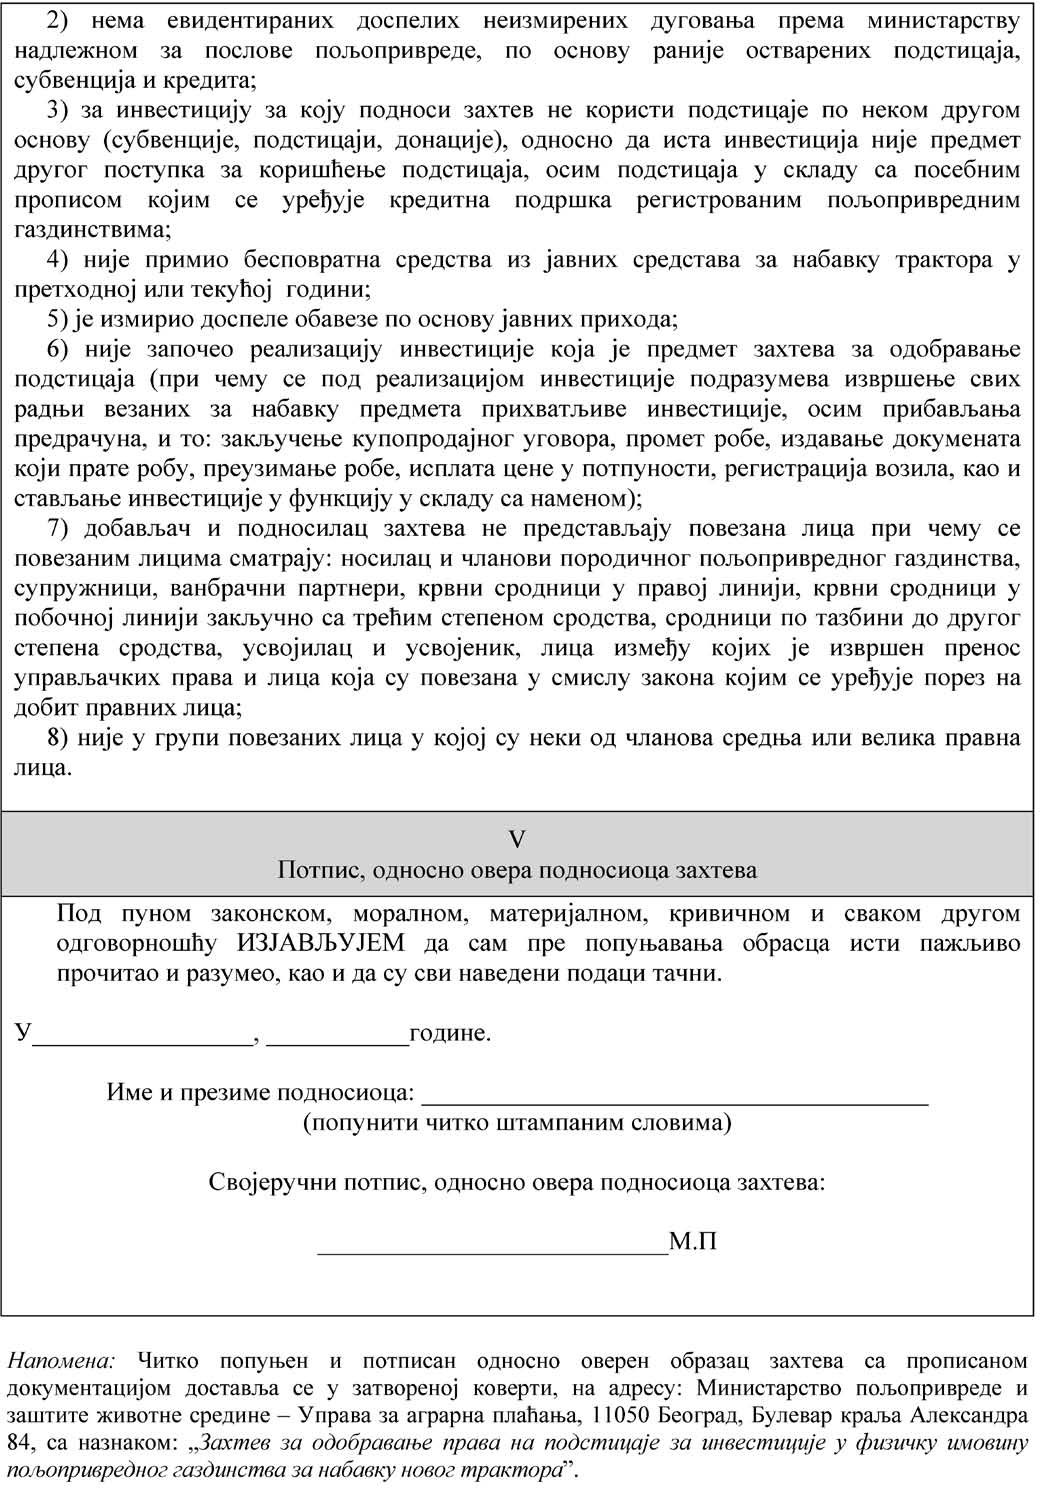 2) нема евидентираних доспелих неизмирених дуговања према министарству
надлежном за послове пољопривреде, по основу раније остварених подстицаја,
субвенција и кредита;
3) за инвестицију за коју подноси захтев не користи подстицаје по неком другом
основу (субвенције, подстицаји, донације), односно да иста инвестиција није предмет
другог поступка за коришћење подстицаја, осим подстицаја у складу са посебним
прописом којим се уређује кредитна подршка регистрованим пољопривредним
газдинствима;
4) није примио бесповратна средства из јавних средстава за набавку трактора у
претходној или текућој године;
5) је измирио доспеле обавезе по основу јавних прихода;
6) није започео реализацију инвестиције која је предмет захтева за одобравање
подстицаја (при чему се под реализацијом инвестиције подразумева извршење свих
радњи везаних за набавку предмета прихватљиве инвестиције, осим прибављања
предрачуна, и то: закључење купопродајног уговора, промет робе, издавање докумената
који прате робу, преузимање робе, исплата цене у потпуности, регистрација возила, као и
стављање инвестиције у функцију у складу са наменом);
7) добављач и подносилац захтева не представљају повезана лица при чему се
повезаним лицима сматрају: носилац и чланови породичног пољопривредног газдинства,
супружници, ванбрачни партнери, крвни сродници у правој линији, крвни сродници у
побочној линији закључно са трећим степеном сродства, сродници по тазбини до другог
степена сродства, усвојилац и усвојеник, лица између којих је извршен пренос
управљачких права и лица која су повезана у смислу закона којим се уређује порез на
добит правних лица;
8) није у групи повезаних лица у којој су неки од чланова средња или велика правна
лица.
V
Потпис, односно овера подносиоца захтева
Под пуном законском, моралном, материјалном, кривичном и сваком другом
одговорношћу ИЗЈАВЉУЈЕМ да сам пре попуњавања обрасца исти пажљиво
прочитао и разумео, као и да су сви наведени подаци тачни.
У_________________, ___________године.
Име и презиме подносиоца: _______________________________________
(попунити читко штампаним словима)
Својеручни потпис, односно овера подносиоца захтева:
___________________________М.П
Напомена: Читко попуњен и потписан односно оверен образац захтева са прописаном
документацијом доставља се у затвореној коверти, на адресу: Министарство пољопривреде и
заштите животне средине – Управа за аграрна плаћања, 11050 Београд, Булевар краља Александра
84, са назнаком: „Захтев за одобравање права на подстицаје за инвестиције у физичку имовину
пољопривредног газдинства за набавку новог трактора”.